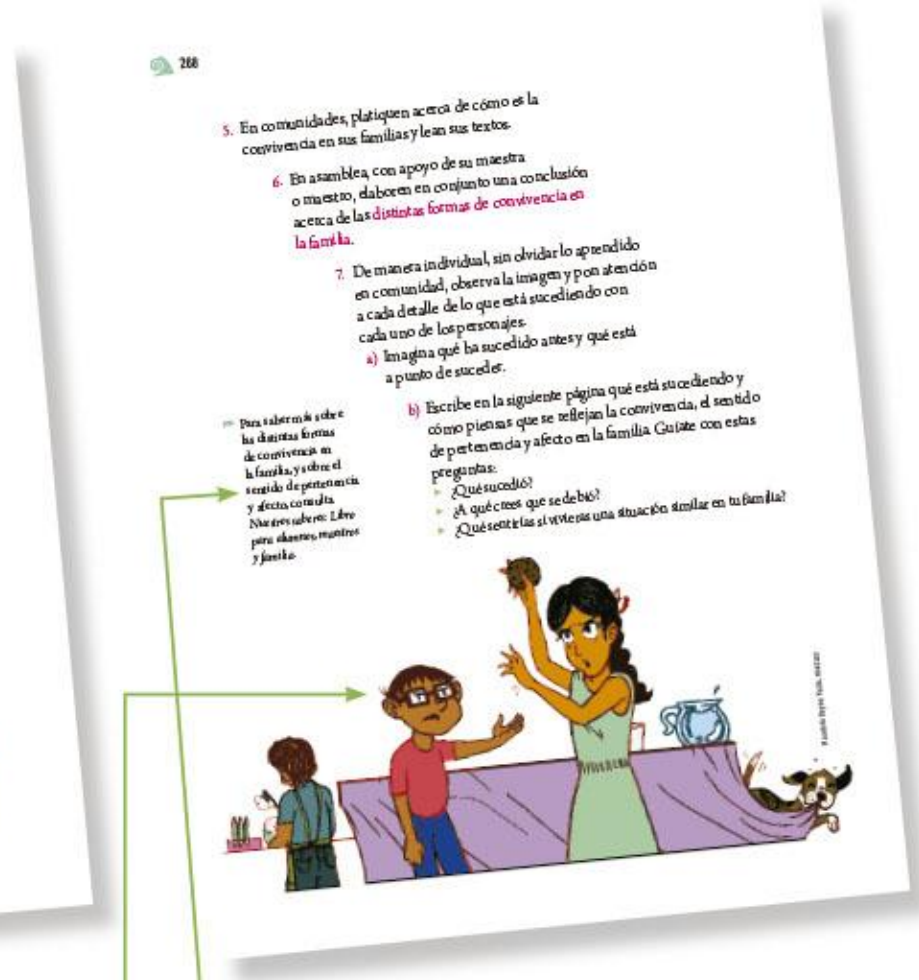 288
5. En comunidades, platiquen acerca de cómo es la
convivencia en sus familias y lean sus textos.
6. En asamblea, con apoyo de su maestra
o maestro, elaboren en conjunto una conclusión
acerca de las distintas formas de convivencia en
la familia.
7. De manera individual, sin olvidar lo aprendido
en comunidad, observa la imagen y pon atención
a cada detalle de lo que está sucediendo con
cada uno de los personajes.
a) Imagina qué ha sucedido antes y qué está
a punto de suceder.
b) Escribe en la siguiente página qué está sucediendo y
cómo piensas que se reflejan la convivencia, el sentido
de pertenencia y afecto en la familia. Guíate con estas
preguntas:
¿Qué sucedió?
¿A qué crees que se debió?
¿Qué sentirías si vivieras una situación similar en tu familia?
Para saber más sobre
las distintas formas
de convivencia en
la familia, y sobre el
sentido de pertenencia
y afecto, consulta
Nuestros saberes: Libro
para alumnos, maestros
y familia.